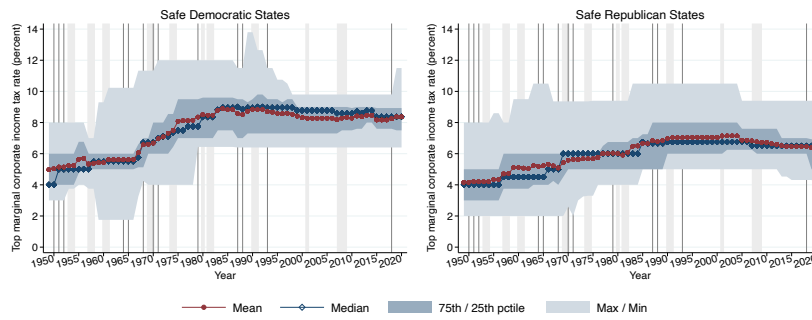 Safe Democratic States
Top marginal corporate income tax rate (percent)
14
12
10
8
6
4
2
0
1950 1955 1960 1965 1970 1975 1980 1985 1990 1995 2000 2005 2010 2015 2020
Year
Safe Republican States
Top marginal corporate income tax rate (percent)
14
12
10
8
6
4
2
0
1950 1955 1960 1965 1970 1975 1980 1985 1990 1995 2000 2005 2010 2015 2020
Year
Mean Median 75th / 25th pctile Max / Min